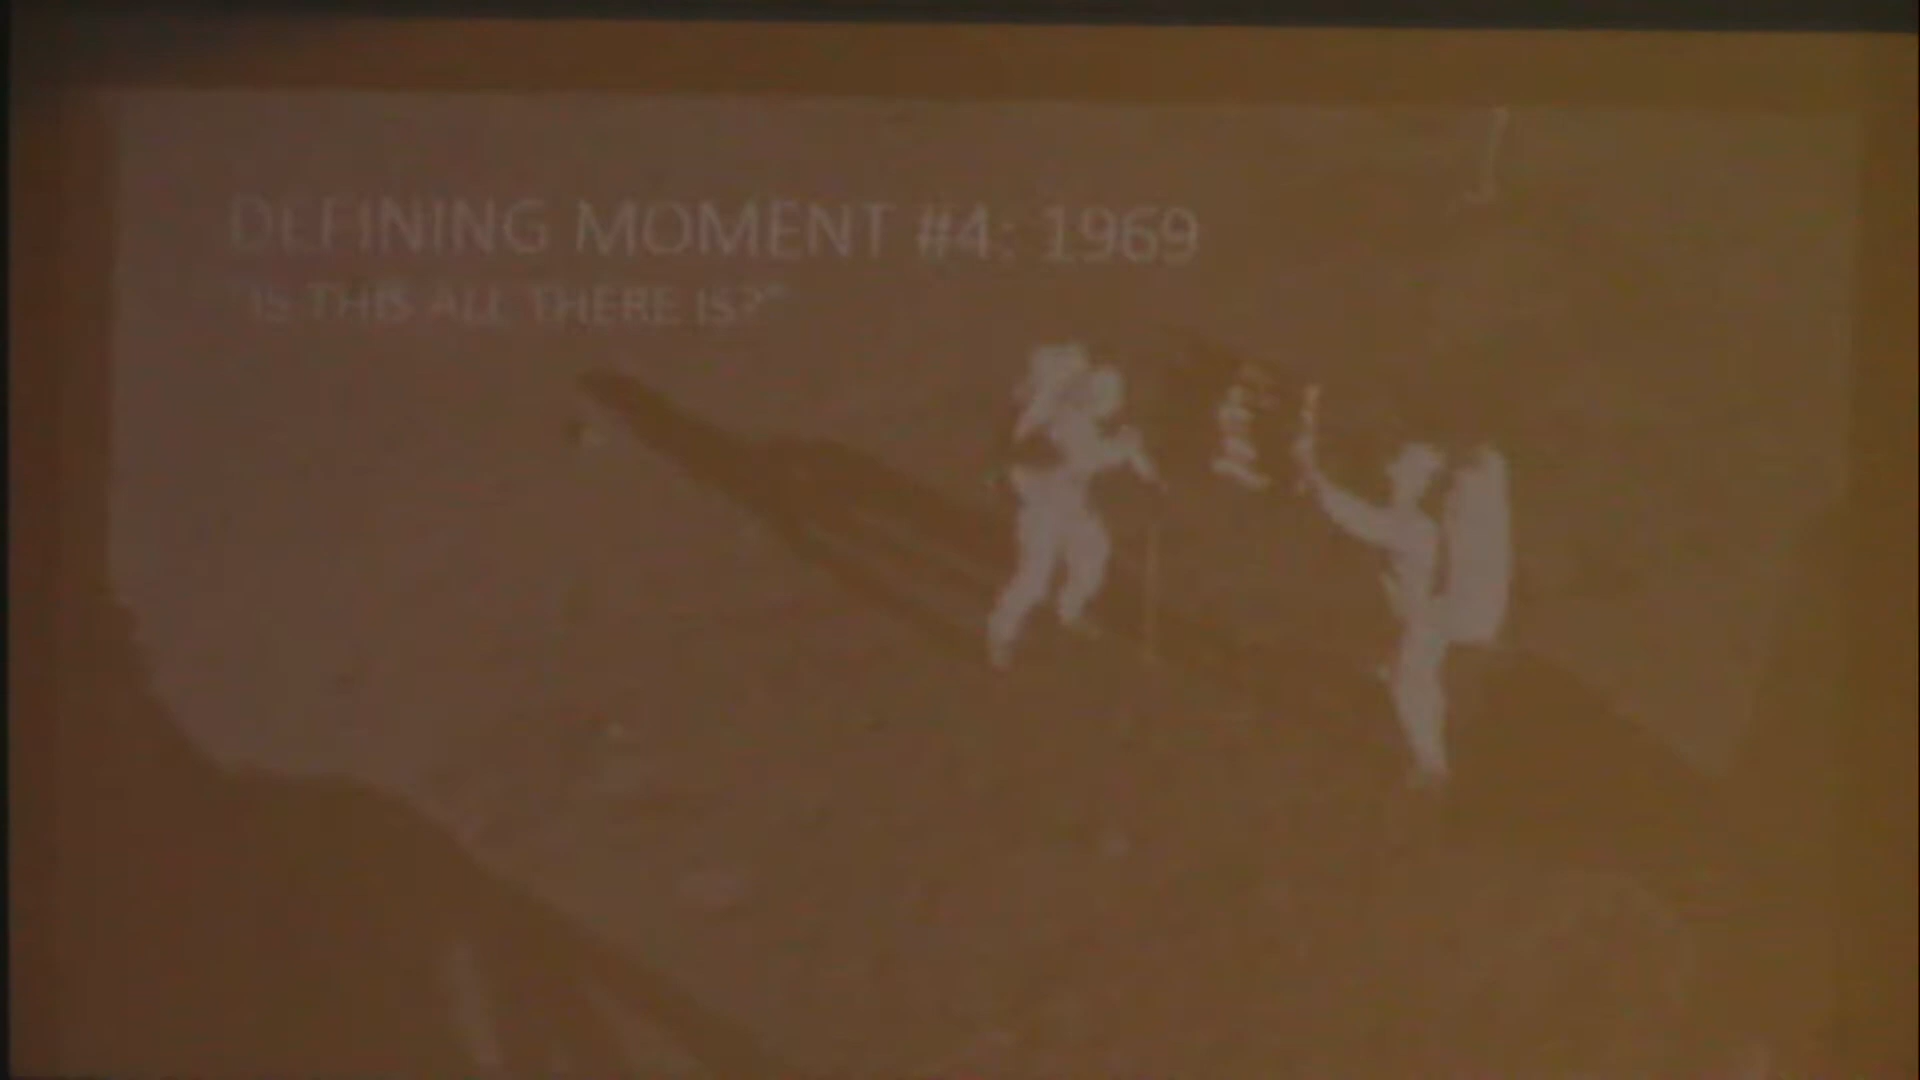 DEFINING MOMENT #4: 1969
"IS THIS ALL THERE IS?"